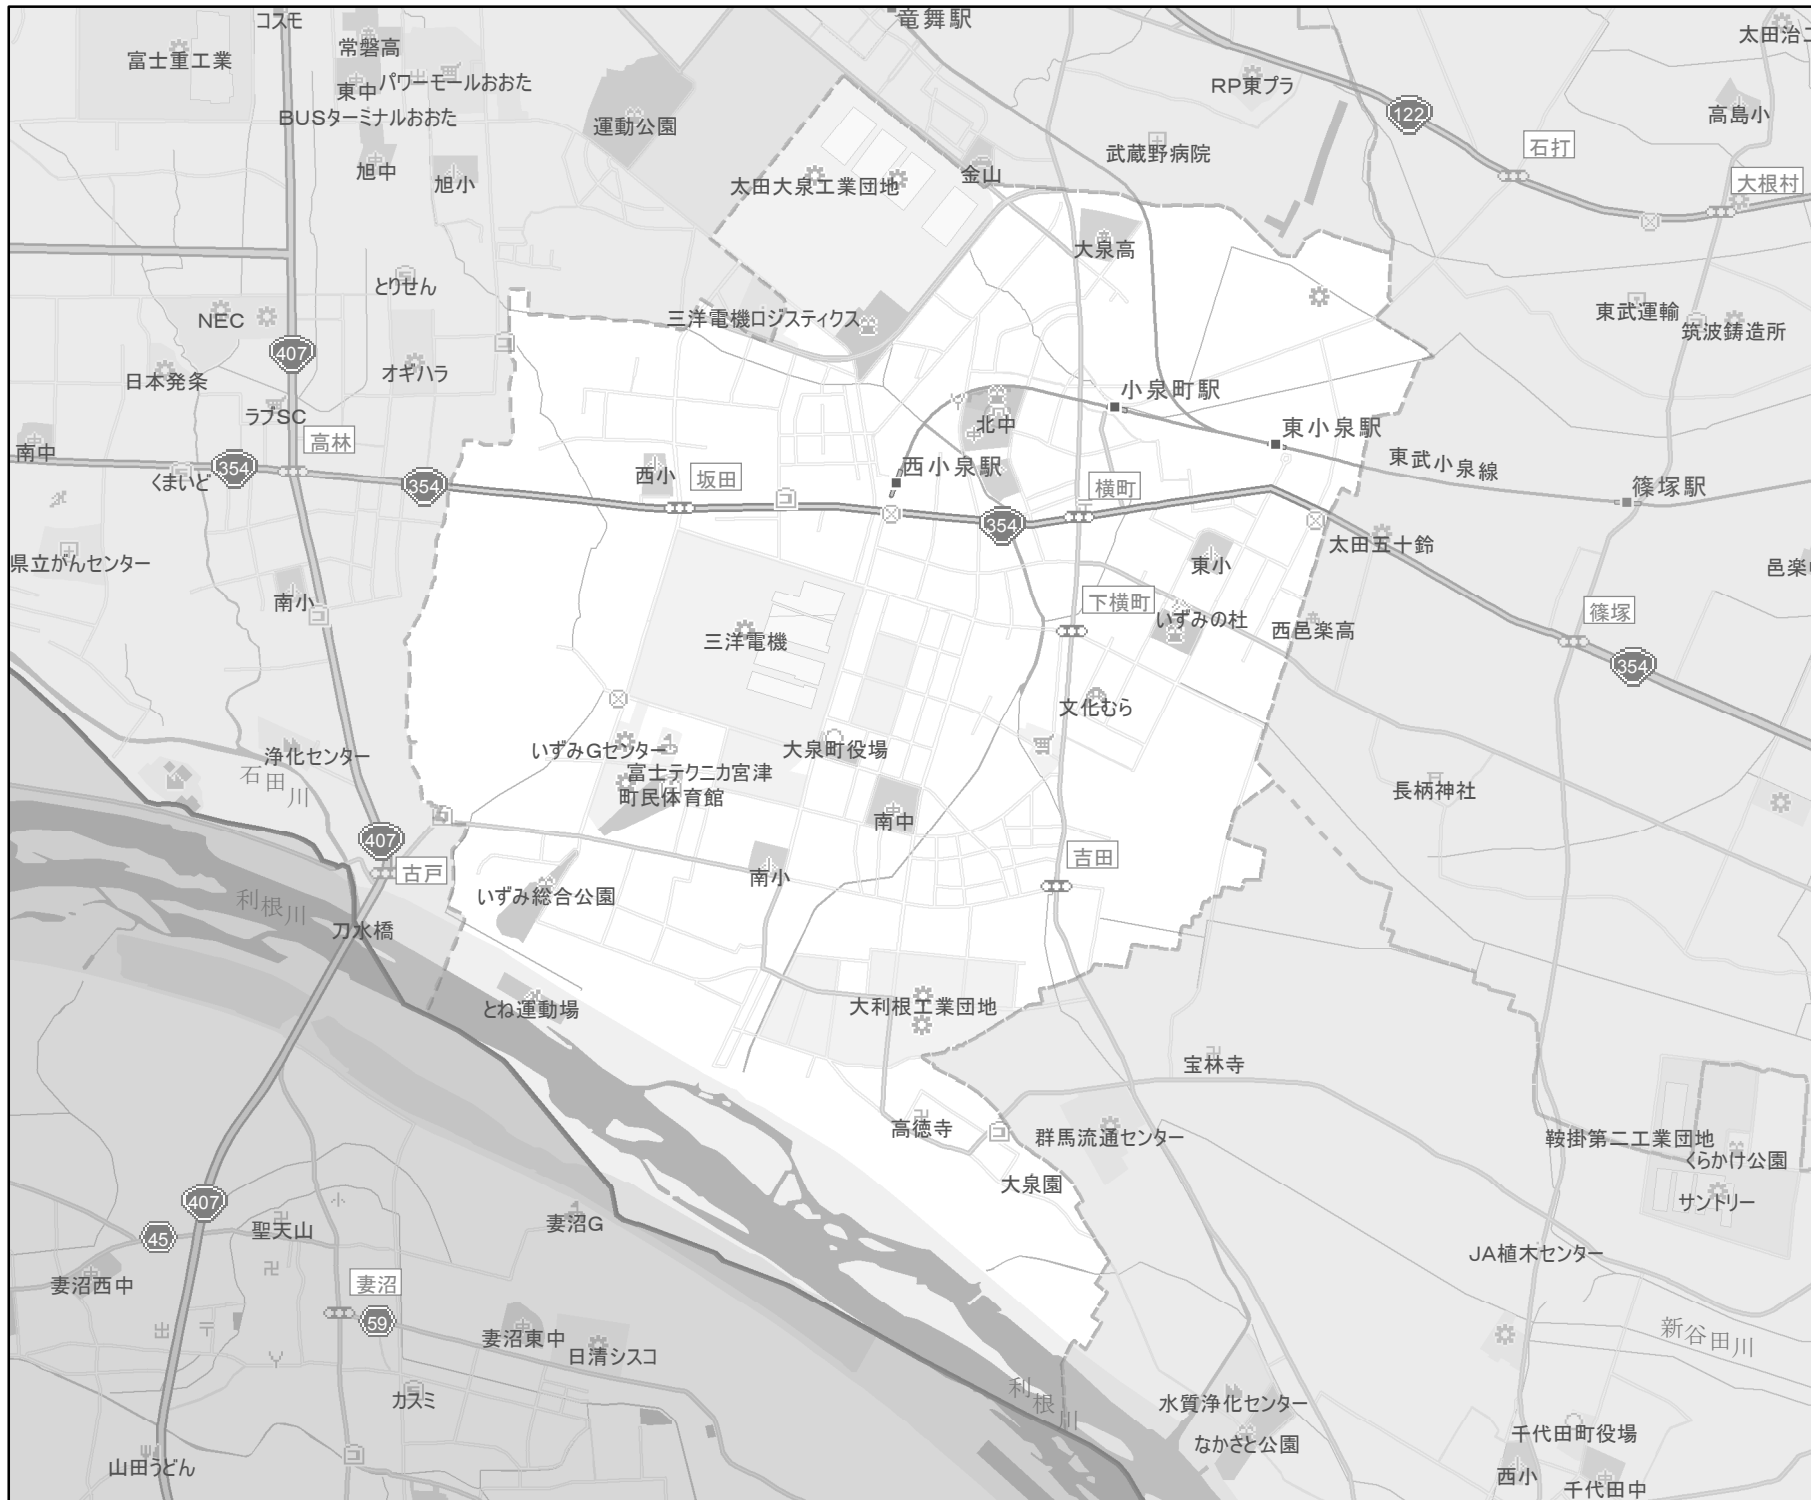 コスモ
竜舞駅
富士重工業
常磐高
太田治二
東中
パワーモールおおた
RP東プラ
BUSターミナルおおた
運動公園
122
高島小
旭中
旭小
太田大泉工業団地
金山
武蔵野病院
石打
大根村
大泉高
とりせん
NEC
三洋電機ロジスティクス
東武運輸
筑波鋳造所
407
日本発条
オギハラ
ラブSC
小泉町駅
北中
東小泉駅
南中
高林
354
くまいど
354
西小
坂田
西小泉駅
横町
東武小泉線
篠塚駅
354
県立がんセンター
東小
太田五十鈴
邑楽
南小
下横町
いずみの杜
西邑楽高
篠塚
三洋電機
354
文化むら
浄化センター
石田川
いずみGセンター
大泉町役場
富士テクニカ宮津
町民体育館
長柄神社
南中
407
古戸
吉田
南小
いずみ総合公園
利根川
刀水橋
とね運動場
大利根工業団地
宝林寺
高徳寺
群馬流通センター
鞍掛第二工業団地
くらかけ公園
大泉園
サントリー
407
45
聖天山
妻沼G
JA植木センター
妻沼西中
妻沼
59
妻沼東中
日清シスコ
新谷田川
カスミ
利根川
水質浄化センター
なかさと公園
千代田町役場
山田うどん
西小
千代田中